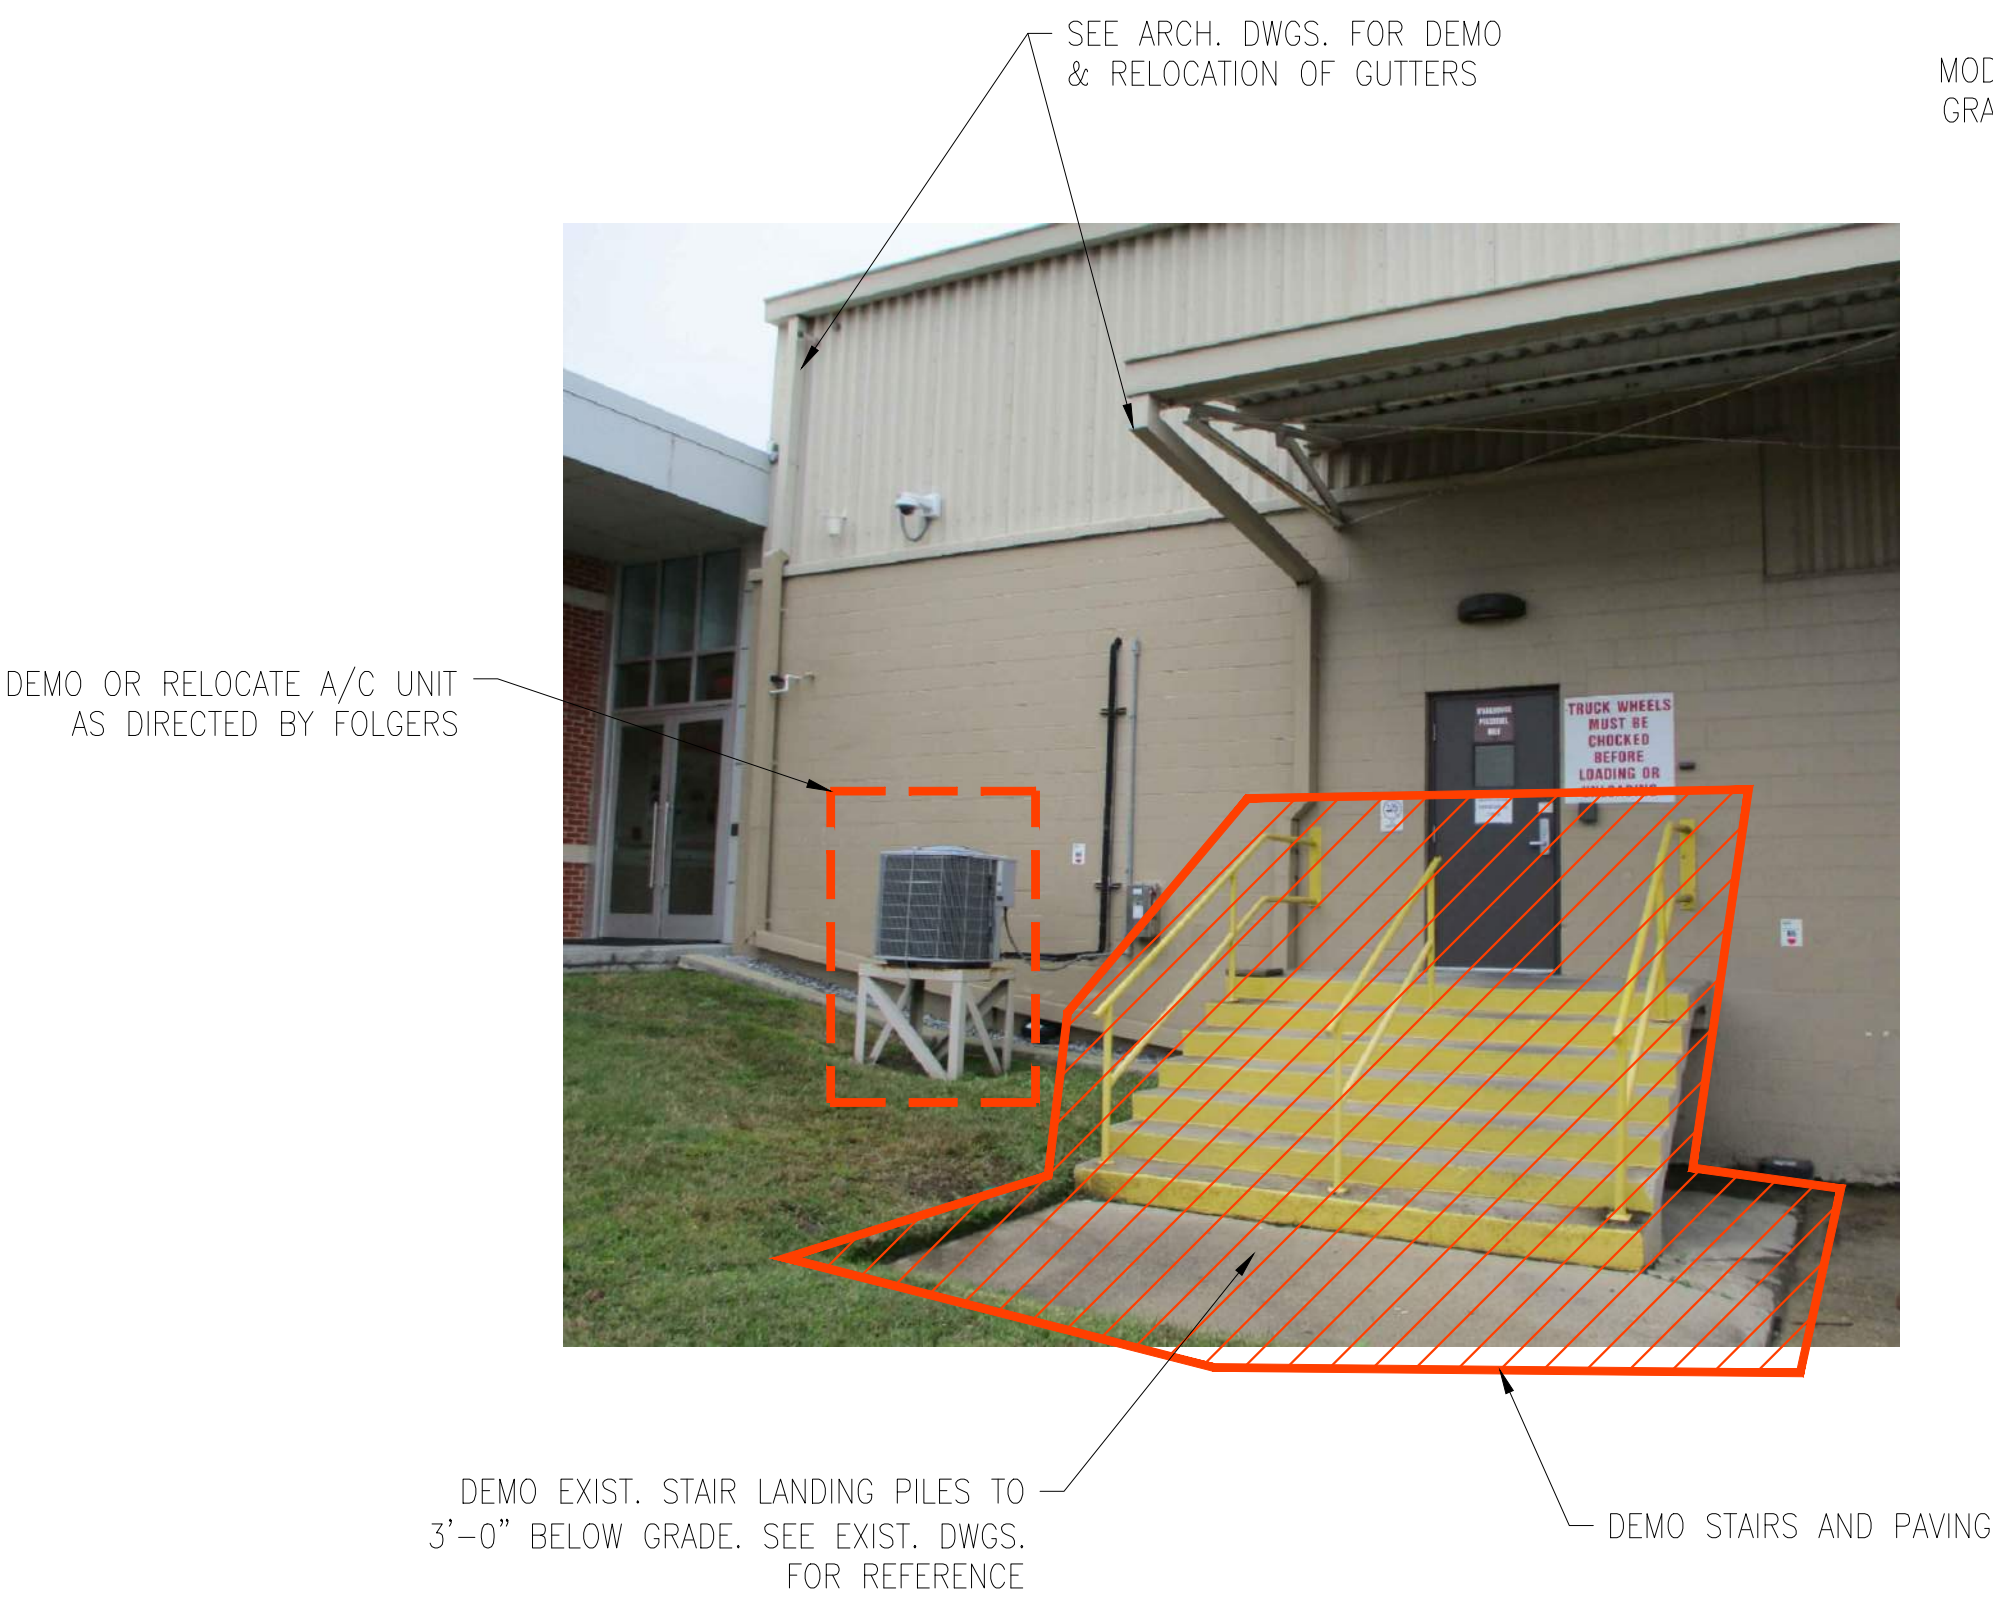 SEE ARCH. DWGS. FOR DEMO
& RELOCATION OF GUTTERS
MOD
GRA
DEMO OR RELOCATE A/C UNIT
AS DIRECTED BY FOLGERS
TRUCK WHEELS
MUST BE
CHOCKED
BEFORE
LOADING OR
UNLOADING
DEMO EXIST. STAIR LANDING PILES TO
3'-0" BELOW GRADE. SEE EXIST. DWGS.
FOR REFERENCE
DEMO STAIRS AND PAVING